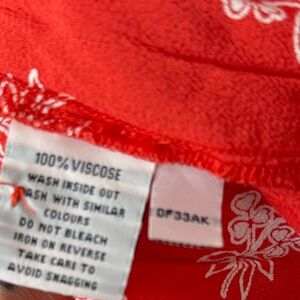 100% VISCOSE
WASH INSIDE OUT
ASH WITH SIMILAR
COLOURS
DO NOT BLEACH
IRON ON REVERSE
TAKE CARE TO
AVOID SNAGGING
DF33AK